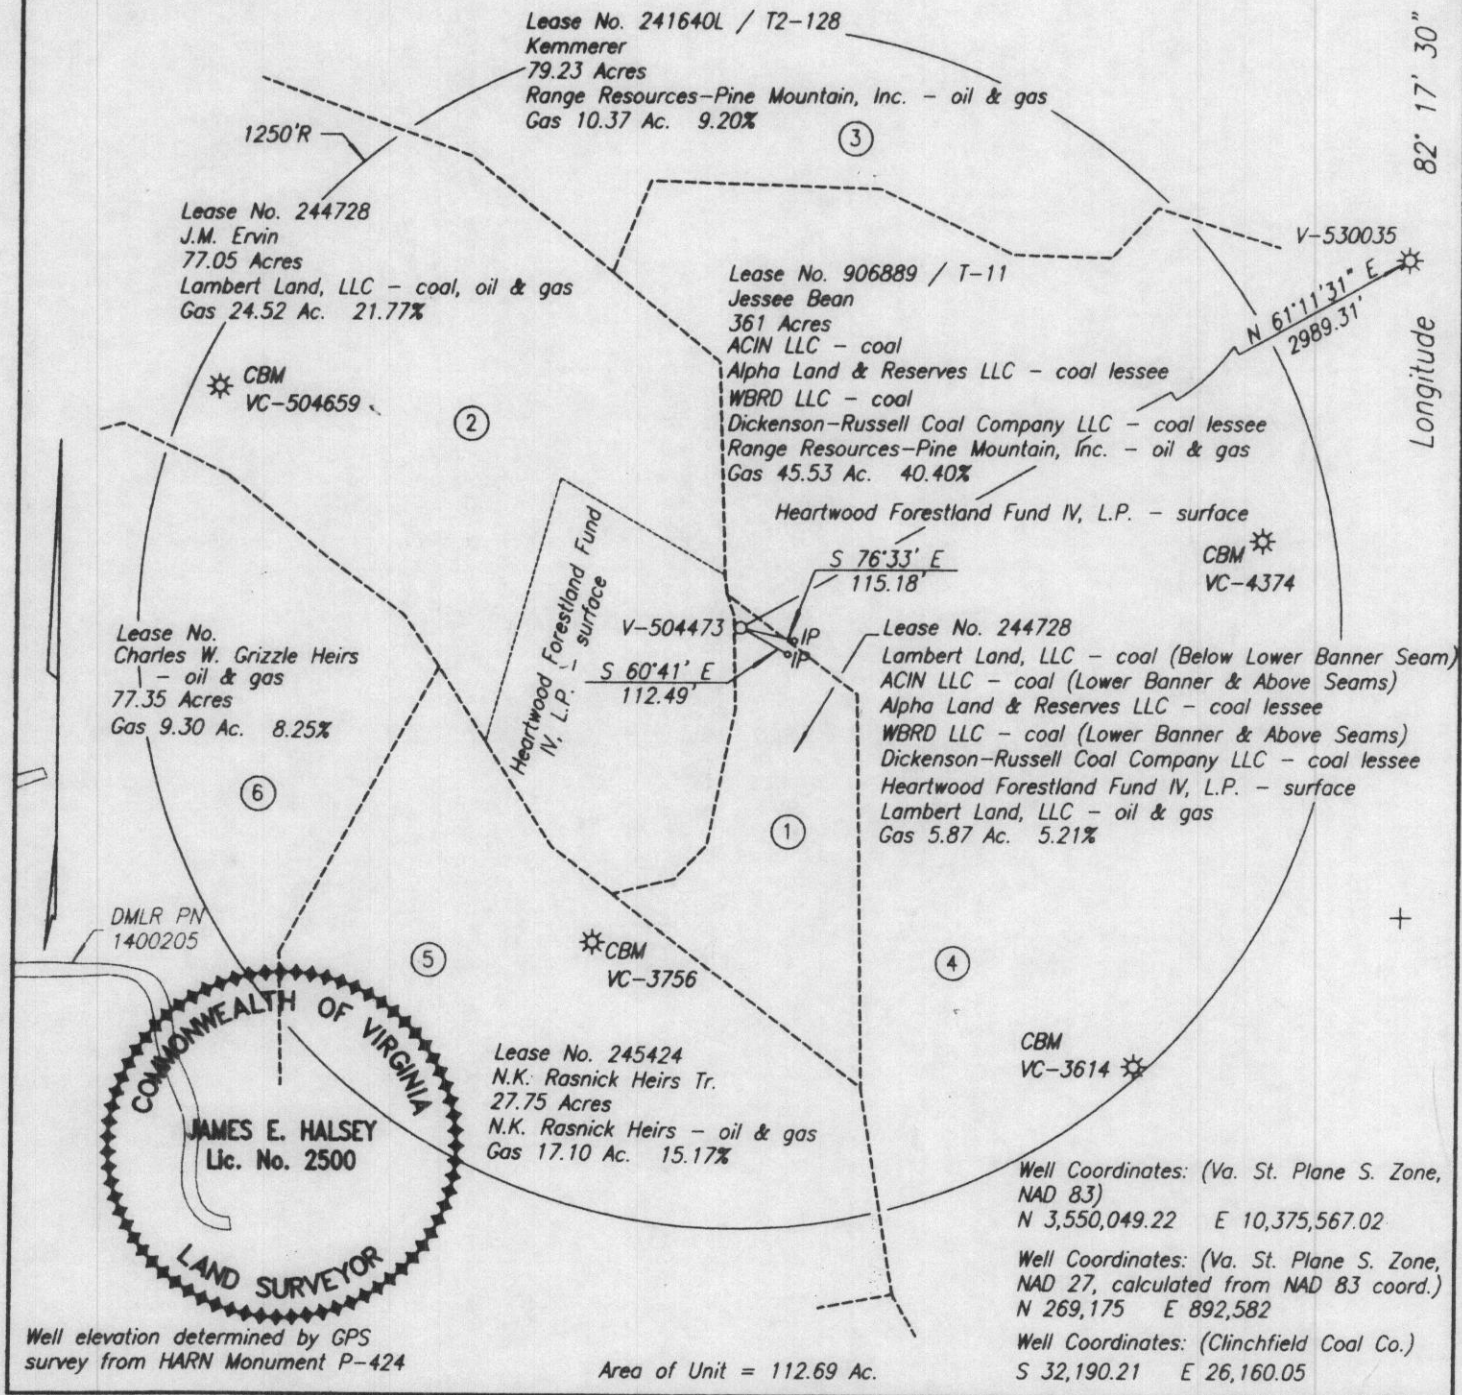 Lease No. 241640L / T2-128
Kemmerer
79.23 Acres
Range Resources-Pine Mountain, Inc. - oil & gas
Gas 10.37 Ac. 9.20%
82° 17' 30"
Longitude
1250'R
3
Lease No. 244728
J.M. Ervin
77.05 Acres
Lambert Land, LLC - coal, oil & gas
Gas 24.52 Ac. 21.77%
V-530035
N 61°11'31" E
2989.31'
Lease No. 906889 / T-11
Jessee Bean
361 Acres
ACIN LLC - coal
Alpha Land & Reserves LLC - coal lessee
WBRD LLC - coal
Dickenson-Russell Coal Company LLC - coal lessee
Range Resources-Pine Mountain, Inc. - oil & gas
Gas 45.53 Ac. 40.40%
Heartwood Forestland Fund IV, L.P. - surface
CBM
VC-504659
2
CBM
VC-4374
Heartwood Forestland Fund
IV, L.P. - surface
S 76°33' E
115.18'
V-504473
IP
IP
S 60°41' E
112.49'
Lease No.
Charles W. Grizzle Heirs
- oil & gas
77.35 Acres
Gas 9.30 Ac. 8.25%
6
Lease No. 244728
Lambert Land, LLC - coal (Below Lower Banner Seam)
ACIN LLC - coal (Lower Banner & Above Seams)
Alpha Land & Reserves LLC - coal lessee
WBRD LLC - coal (Lower Banner & Above Seams)
Dickenson-Russell Coal Company LLC - coal lessee
Heartwood Forestland Fund IV, L.P. - surface
Lambert Land, LLC - oil & gas
Gas 5.87 Ac. 5.21%
1
DMLR PN
1400205
5
CBM
VC-3756
4
CBM
VC-3614
Lease No. 245424
N.K. Rasnick Heirs Tr.
27.75 Acres
N.K. Rasnick Heirs - oil & gas
Gas 17.10 Ac. 15.17%
COMMONWEALTH OF VIRGINIA
JAMES E. HALSEY
Lic. No. 2500
LAND SURVEYOR
Well Coordinates: (Va. St. Plane S. Zone,
NAD 83)
N 3,550,049.22 E 10,375,567.02
Well Coordinates: (Va. St. Plane S. Zone,
NAD 27, calculated from NAD 83 coord.)
N 269,175 E 892,582
Well Coordinates: (Clinchfield Coal Co.)
S 32,190.21 E 26,160.05
Well elevation determined by GPS
survey from HARN Monument P-424
Area of Unit = 112.69 Ac.